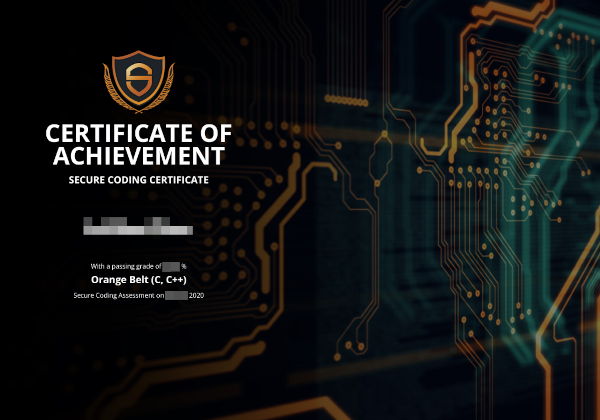 CERTIFICATE OF
ACHIEVEMENT
SECURE CODING CERTIFICATE
With a passing grade of %
Orange Belt (C, C++)
Secure Coding Assessment on 2020